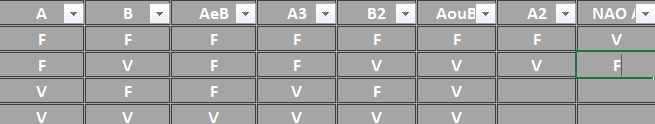 A B AeB A3 B2 AouB A2 NAO A
F F F F F F F V
F V F F V V V F
V F F V F V
V V V V V V